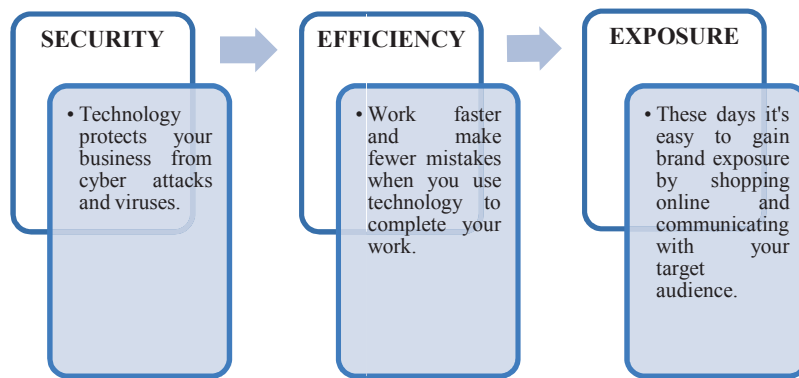 SECURITY
• Technology
protects your
business from
cyber attacks
and viruses.
EFFICIENCY
• Work faster
and make
fewer mistakes
when you use
technology to
complete your
work.
EXPOSURE
• These days it's
easy to gain
brand exposure
by shopping
online and
communicating
with your
target
audience.